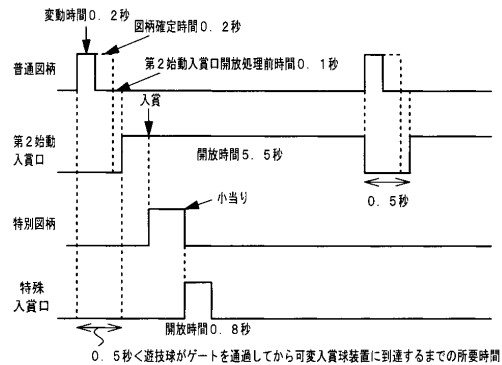 変動時間0.2秒
図柄確定時間0.2秒
第2始動入賞口開放処理前時間0.1秒
普通図柄
入賞
第2始動
入賞口
開放時間5.5秒
0.5秒
小当り
特別図柄
特殊
入賞口
開放時間0.8秒
0.5秒<遊技球がゲートを通過してから可変入賞球装置に到達するまでの所要時間